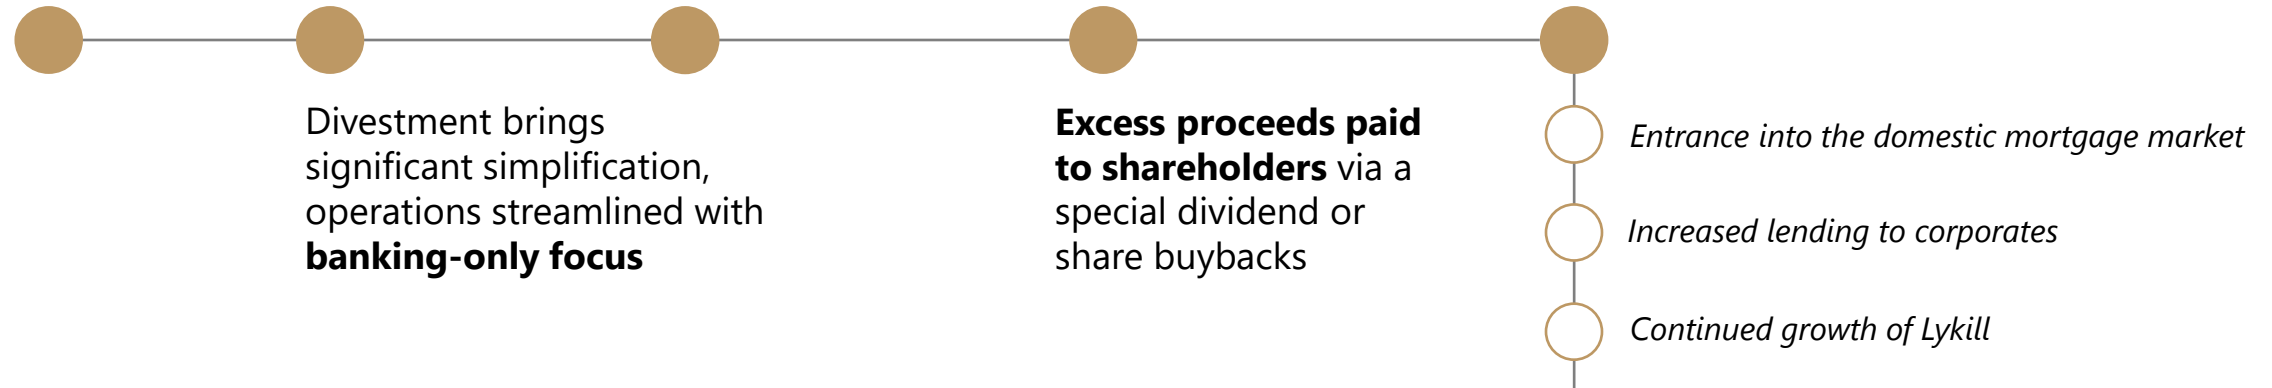 Divestment brings
significant simplification,
operations streamlined with
banking-only focus
Excess proceeds paid
to shareholders via a
special dividend or
share buybacks
Entrance into the domestic mortgage market
Increased lending to corporates
Continued growth of Lykill